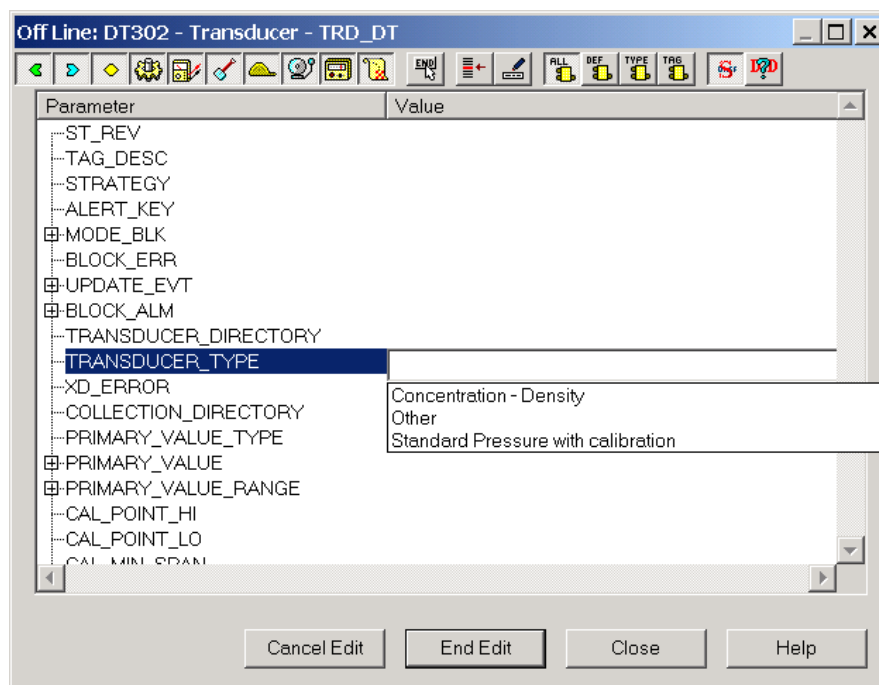 Off Line: DT302 - Transducer - TRD_DT
END
ALL
DEF
TYPE
TAG
Parameter Value
ST_REV
TAG_DESC
STRATEGY
ALERT_KEY
MODE_BLK
BLOCK_ERR
UPDATE_EVT
BLOCK_ALM
TRANSDUCER_DIRECTORY
TRANSDUCER_TYPE
XD_ERROR
Concentration - Density
COLLECTION_DIRECTORY
Other
PRIMARY_VALUE_TYPE
Standard Pressure with calibration
PRIMARY_VALUE
PRIMARY_VALUE_RANGE
CAL_POINT_HI
CAL_POINT_LO
CAL_MIN_SPAN
Cancel Edit End Edit Close Help